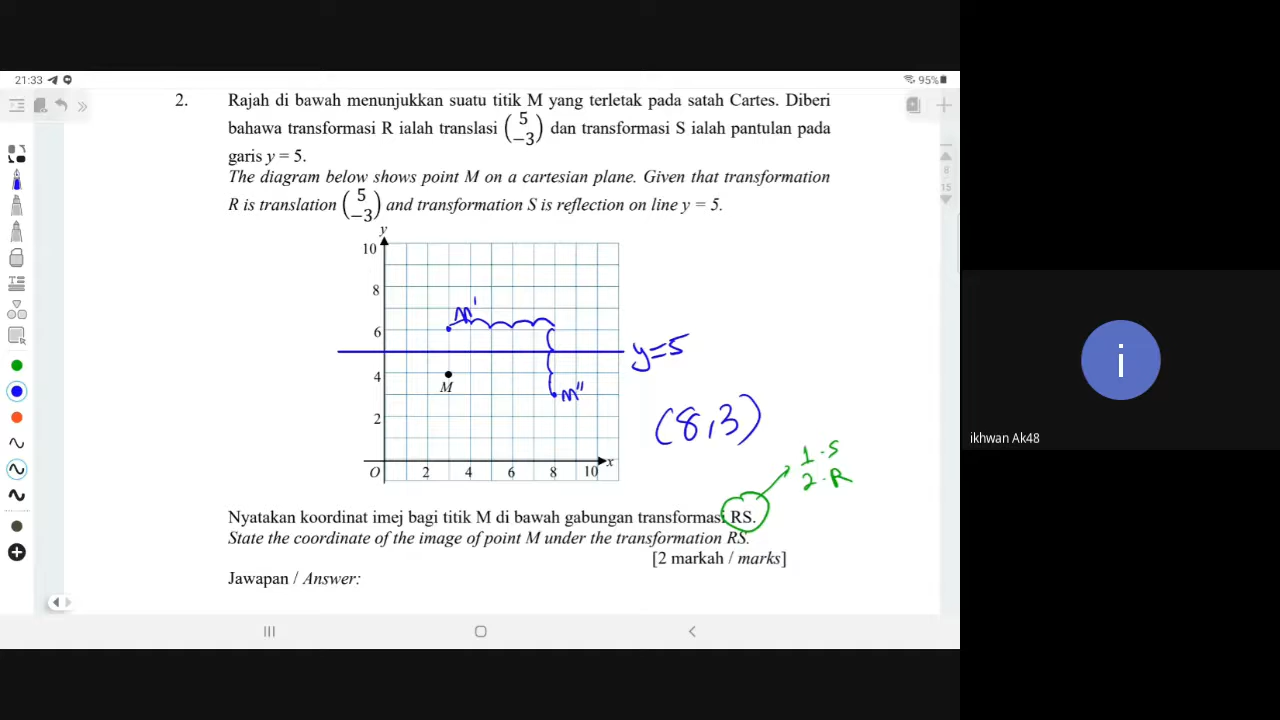 21:33
95%
2. Rajah di bawah menunjukkan suatu titik M yang terletak pada satah Cartes. Diberi
bahawa transformasi R ialah translasi (5 −3) dan transformasi S ialah pantulan pada
garis y = 5.
The diagram below shows point M on a cartesian plane. Given that transformation
R is translation (5 −3) and transformation S is reflection on line y = 5.
y
10
8
M'
6
y=5
4
M
M''
2
(8,3)
O 2 4 6 8 10 x
1.S
2.R
Nyatakan koordinat imej bagi titik M di bawah gabungan transformasi RS.
State the coordinate of the image of point M under the transformation RS.
[2 markah / marks]
Jawapan / Answer:
8
15
i
ikhwan Ak48